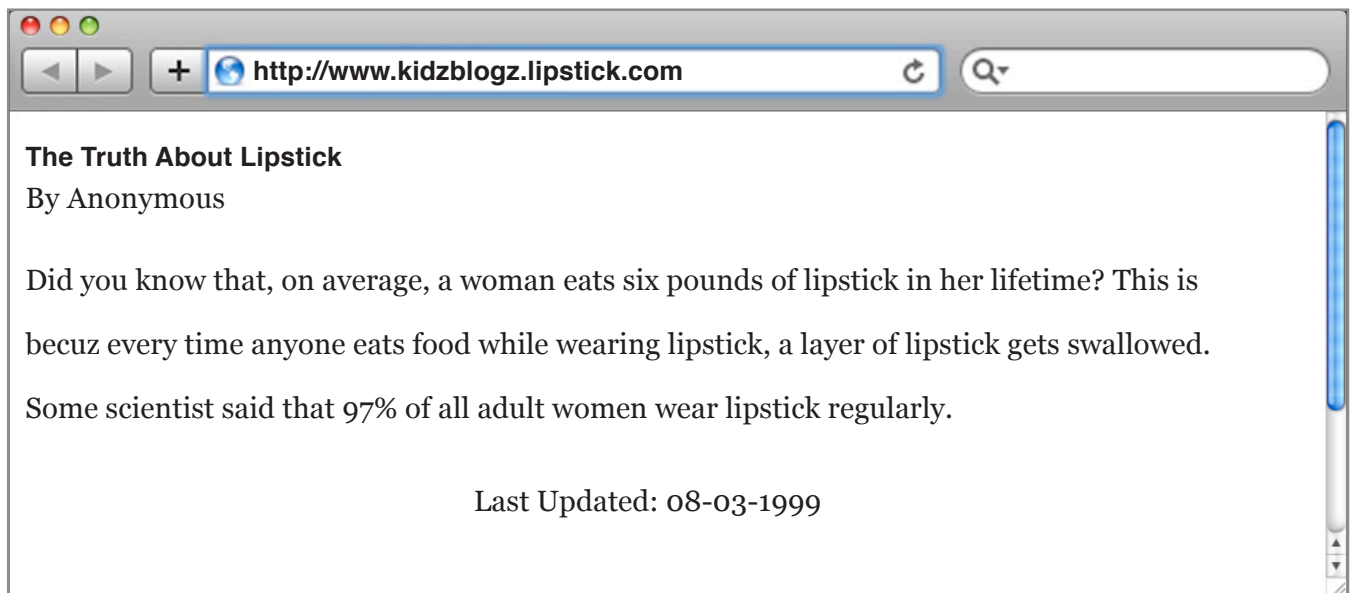 http://www.kidzblogz.lipstick.com
The Truth About Lipstick
By Anonymous
Did you know that, on average, a woman eats six pounds of lipstick in her lifetime? This is
becuz every time anyone eats food while wearing lipstick, a layer of lipstick gets swallowed.
Some scientist said that 97% of all adult women wear lipstick regularly.
Last Updated: 08-03-1999